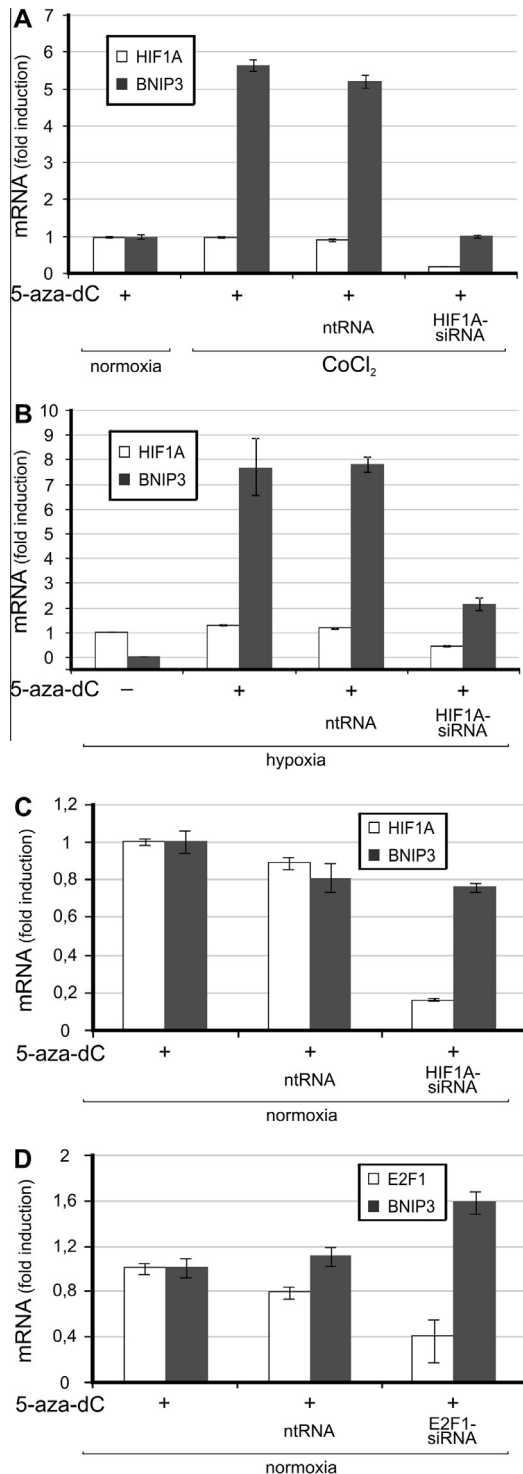 A
mRNA (fold induction)
7
6
5
4
3
2
1
0
HIF1A
BNIP3
5-aza-dC + + + +
ntRNA HIF1A-
siRNA
normoxia CoCl₂
B
mRNA (fold induction)
10
9
8
7
6
5
4
3
2
1
0
HIF1A
BNIP3
5-aza-dC – + + +
ntRNA HIF1A-
siRNA
hypoxia
C
mRNA (fold induction)
1,2
1
0,8
0,6
0,4
0,2
0
HIF1A
BNIP3
5-aza-dC + + +
ntRNA HIF1A-
siRNA
normoxia
D
mRNA (fold induction)
2
1,6
1,2
0,8
0,4
0
E2F1
BNIP3
5-aza-dC + + +
ntRNA E2F1-
siRNA
normoxia